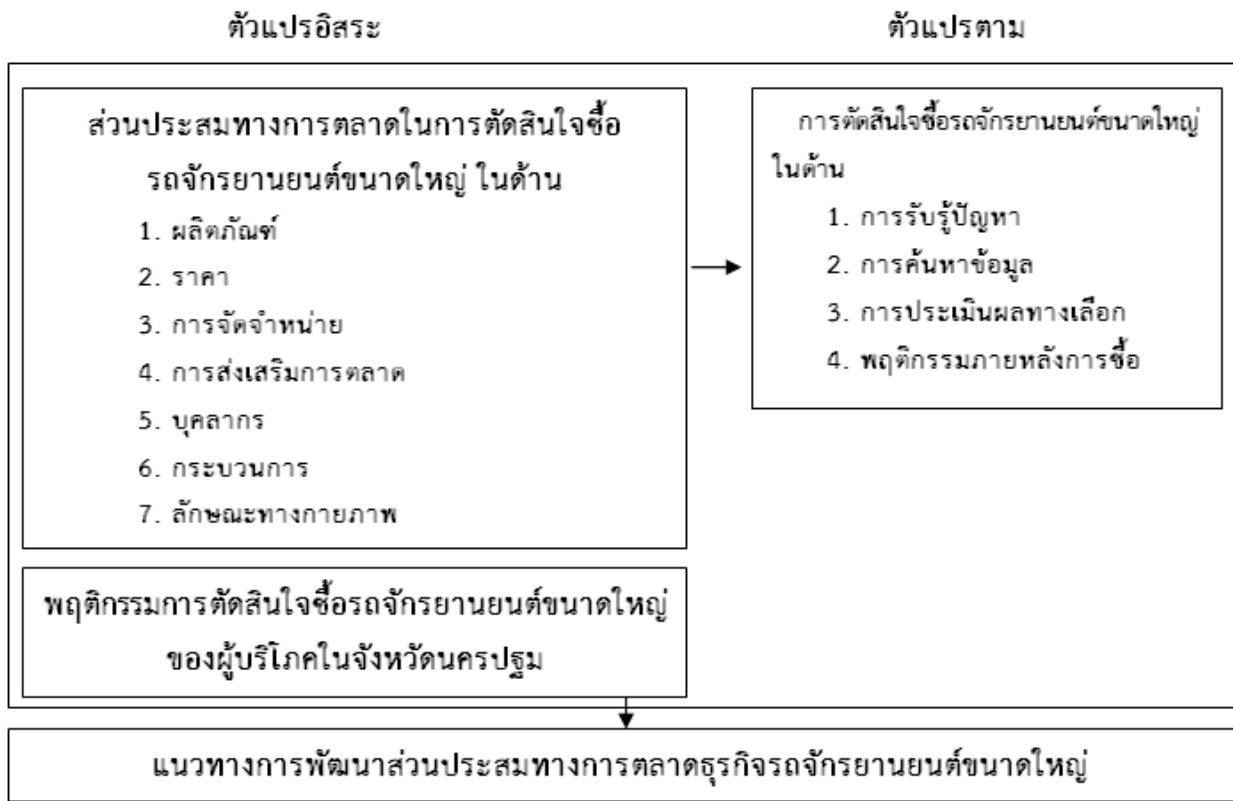 ตัวแปรอิสระ
ตัวแปรตาม
ส่วนประสมทางการตลาดในการตัดสินใจซื้อ
รถจักรยานยนต์ขนาดใหญ่ ในด้าน
1. ผลิตภัณฑ์
2. ราคา
3. การจัดจำหน่าย
4. การส่งเสริมการตลาด
5. บุคลากร
6. กระบวนการ
7. ลักษณะทางกายภาพ
การตัดสินใจซื้อรถจักรยานยนต์ขนาดใหญ่
ในด้าน
1. การรับรู้ปัญหา
2. การค้นหาข้อมูล
3. การประเมินผลทางเลือก
4. พฤติกรรมภายหลังการซื้อ
พฤติกรรมการตัดสินใจซื้อรถจักรยานยนต์ขนาดใหญ่
ของผู้บริโภคในจังหวัดนครปฐม
แนวทางการพัฒนาส่วนประสมทางการตลาดธุรกิจรถจักรยานยนต์ขนาดใหญ่